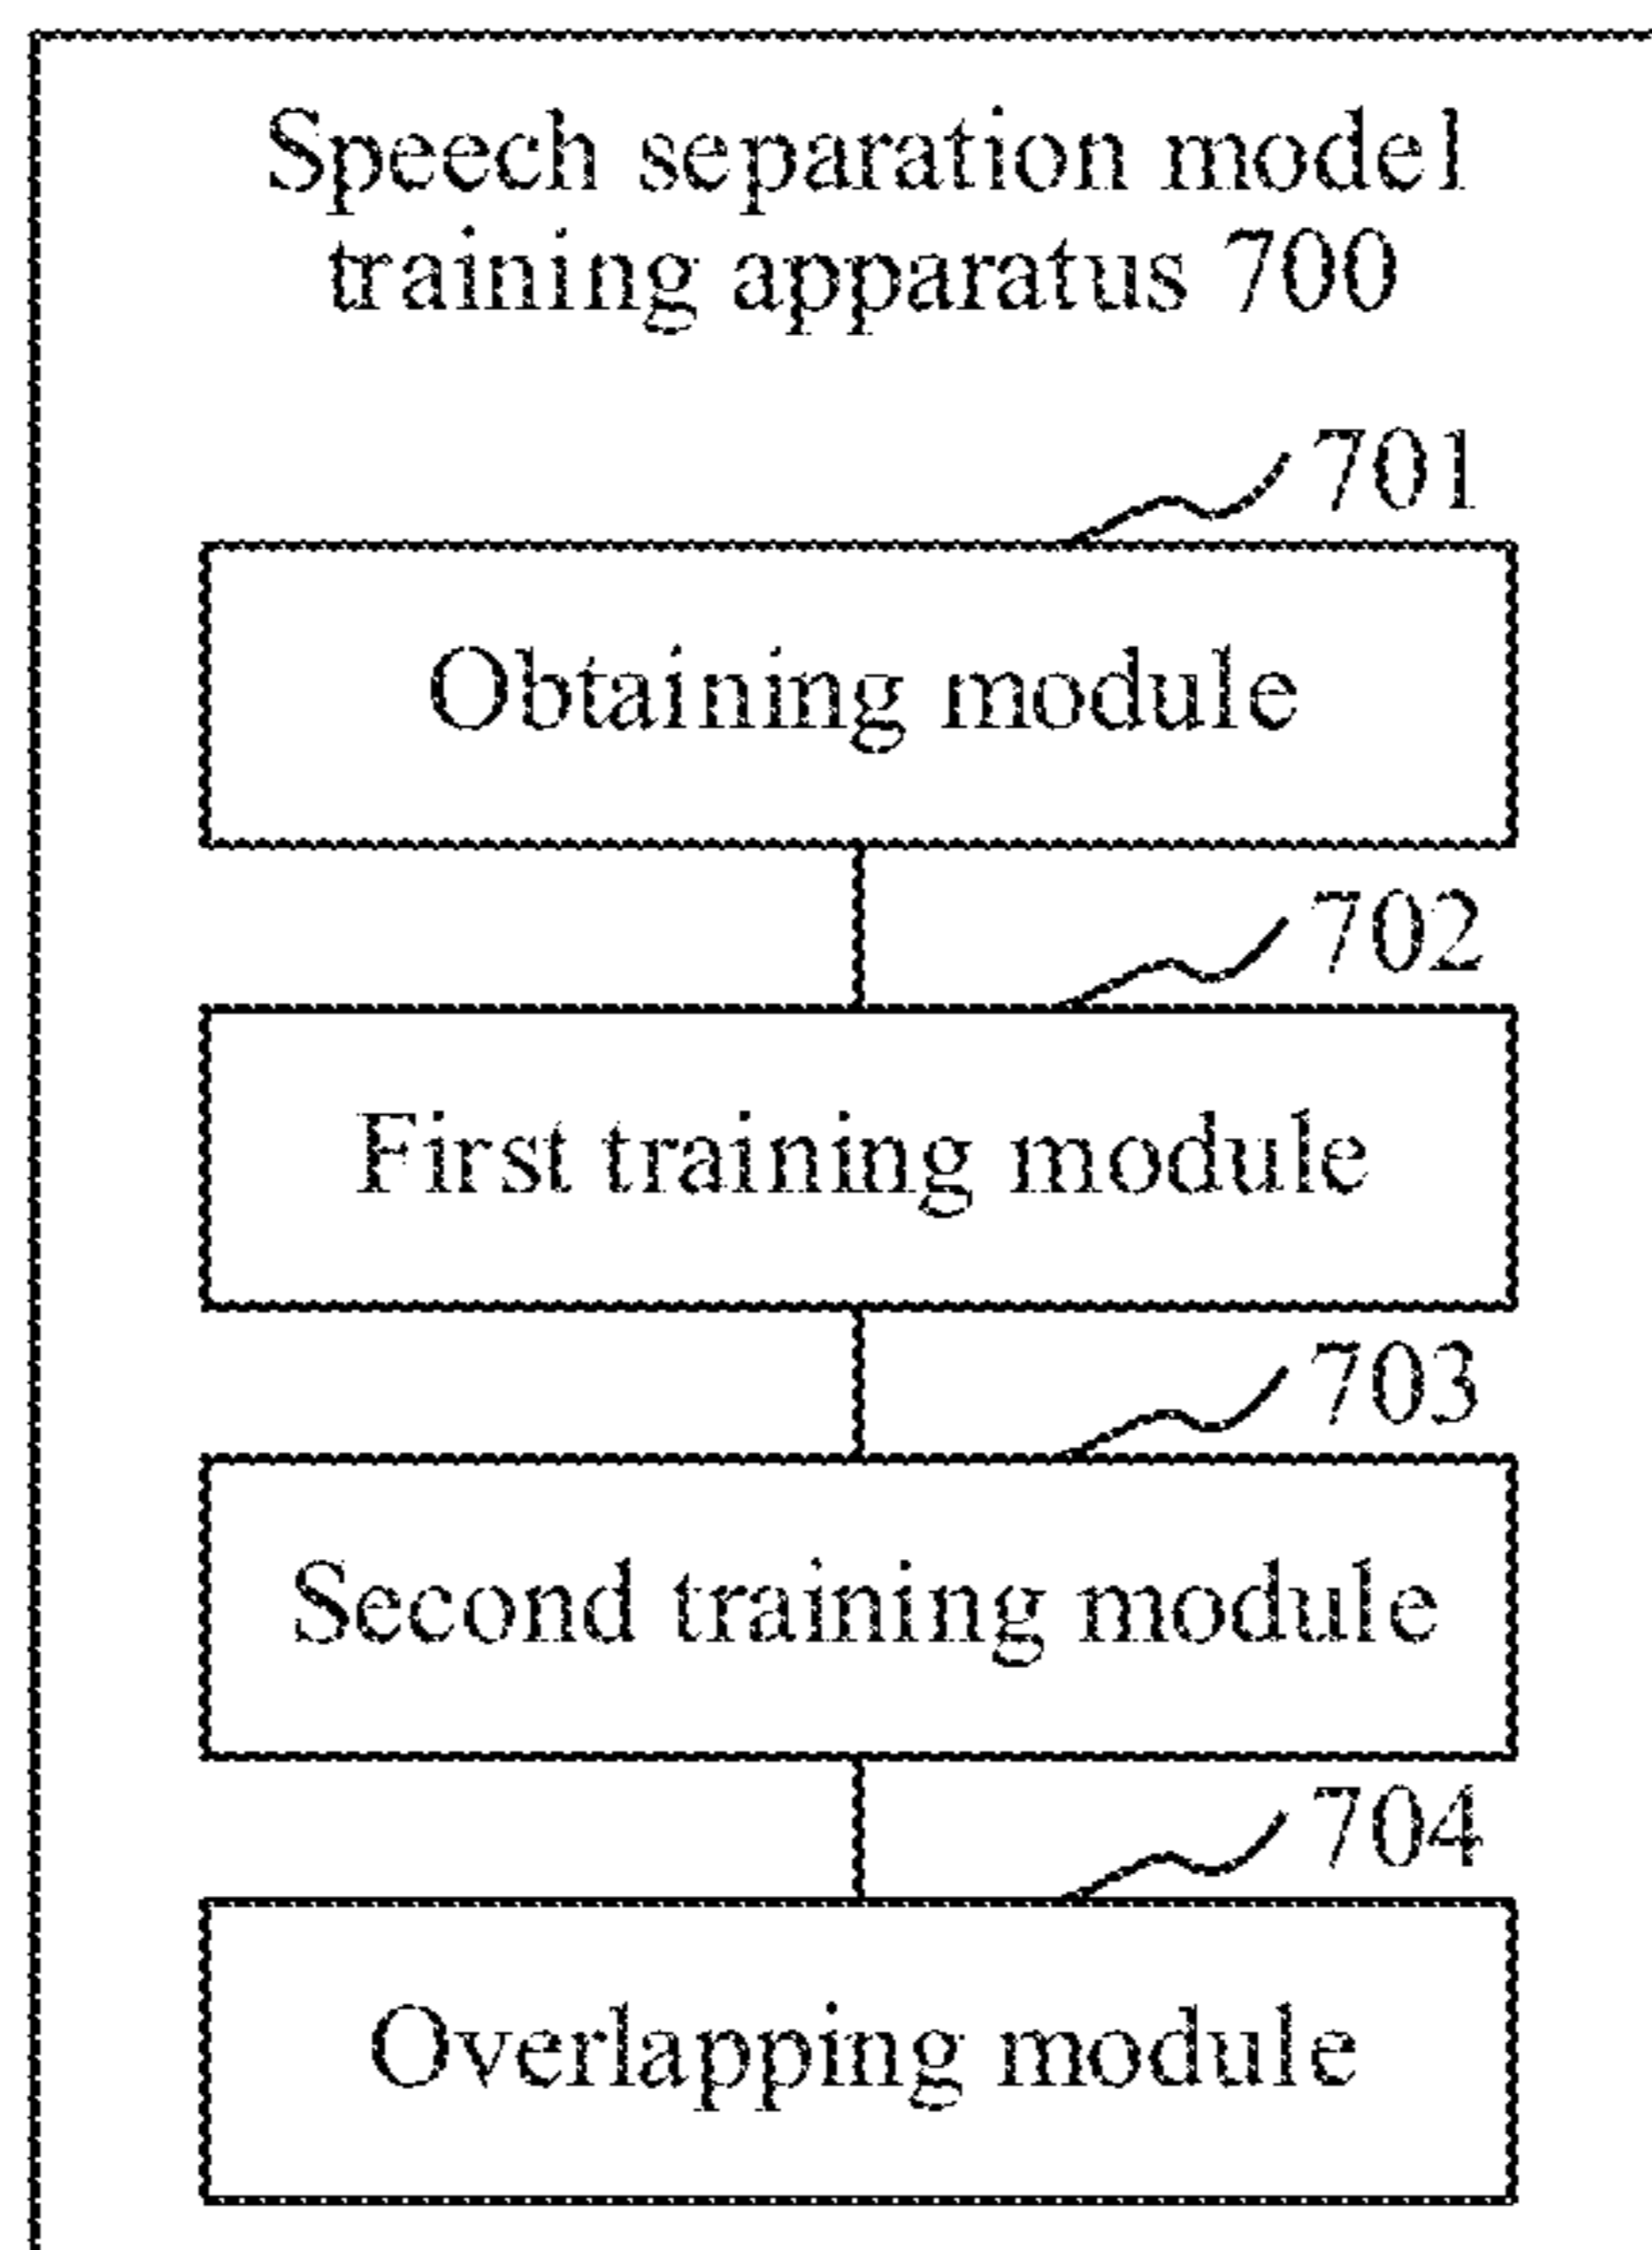 Speech separation model
training apparatus 700
701
Obtaining module
702
First training module
703
Second training module
704
Overlapping module